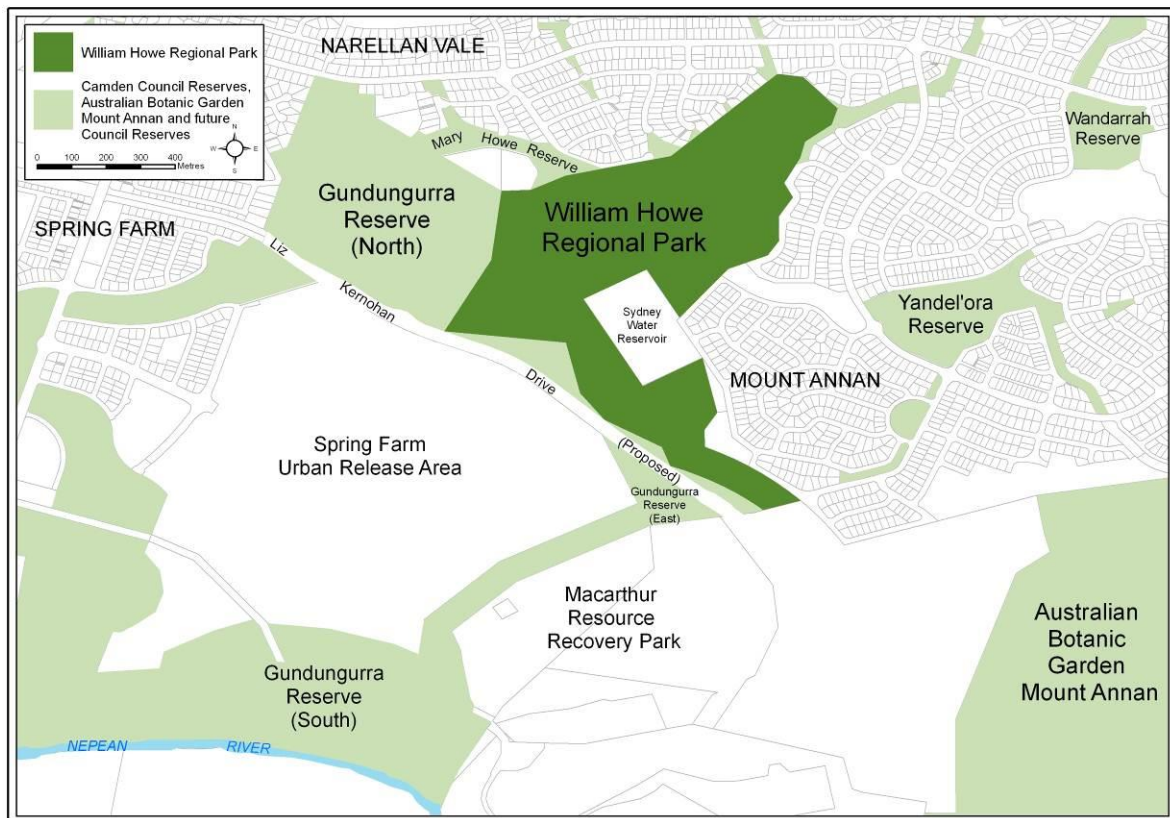 William Howe Regional Park
Camden Council Reserves,
Australian Botanic Garden
Mount Annan and future
Council Reserves
N
W
E
S
0 100 200 300 400
Metres
NARELLAN VALE
Wandarrah
Reserve
Mary Howe Reserve
Gundungurra
Reserve
(North)
William Howe
Regional Park
SPRING FARM
Liz Kernohan Drive (Proposed)
Sydney
Water
Reservoir
Yandel'ora
Reserve
MOUNT ANNAN
Spring Farm
Urban Release Area
Gundungurra
Reserve
(East)
Macarthur
Resource
Recovery Park
Australian
Botanic
Garden
Mount Annan
Gundungurra
Reserve
(South)
NEPEAN RIVER